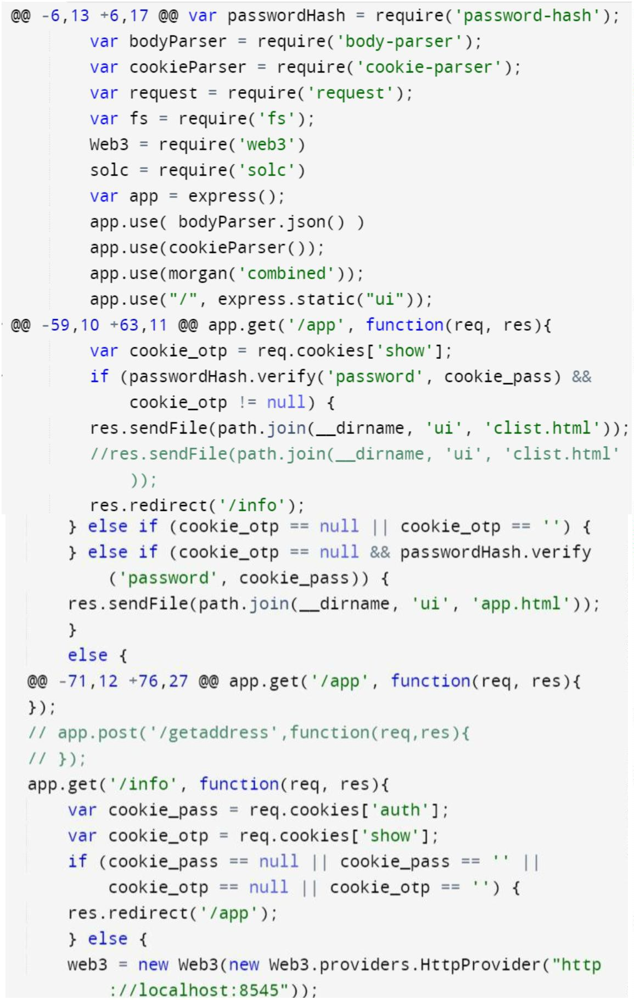 @@ -6,13 +6,17 @@ var passwordHash = require('password-hash');
var bodyParser = require('body-parser');
var cookieParser = require('cookie-parser');
var request = require('request');
var fs = require('fs');
Web3 = require('web3')
solc = require('solc')
var app = express();
app.use( bodyParser.json() )
app.use(cookieParser());
app.use(morgan('combined'));
app.use("/", express.static("ui"));
@@ -59,10 +63,11 @@ app.get('/app', function(req, res){
var cookie_otp = req.cookies['show'];
if (passwordHash.verify('password', cookie_pass) &&
cookie_otp != null) {
res.sendFile(path.join(__dirname, 'ui', 'clist.html'));
//res.sendFile(path.join(__dirname, 'ui', 'clist.html'
));
res.redirect('/info');
} else if (cookie_otp == null || cookie_otp == '') {
} else if (cookie_otp == null && passwordHash.verify
('password', cookie_pass)) {
res.sendFile(path.join(__dirname, 'ui', 'app.html'));
}
else {
@@ -71,12 +76,27 @@ app.get('/app', function(req, res){
});
// app.post('/getaddress',function(req,res){
// });
app.get('/info', function(req, res){
var cookie_pass = req.cookies['auth'];
var cookie_otp = req.cookies['show'];
if (cookie_pass == null || cookie_pass == '' ||
cookie_otp == null || cookie_otp == '') {
res.redirect('/app');
} else {
web3 = new Web3(new Web3.providers.HttpProvider("http
://localhost:8545"));